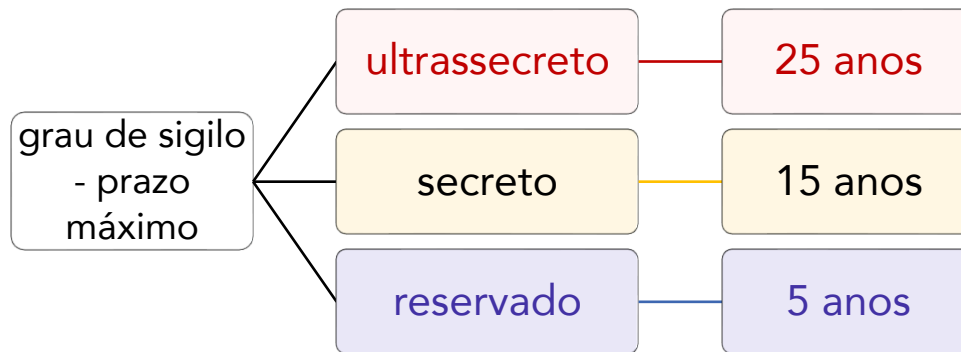 grau de sigilo
- prazo
máximo
ultrassecreto
25 anos
secreto
15 anos
reservado
5 anos